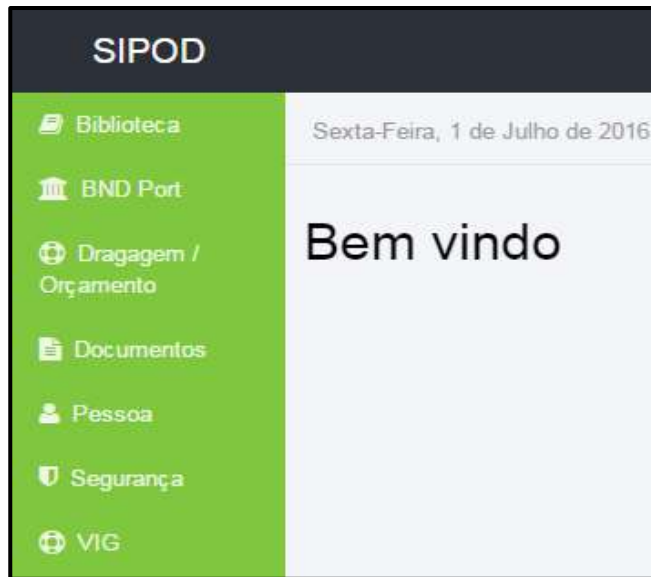 SIPOD
Biblioteca
BND Port
Dragagem /
Orçamento
Documentos
Pessoa
Segurança
VIG
Sexta-Feira, 1 de Julho de 2016
Bem vindo